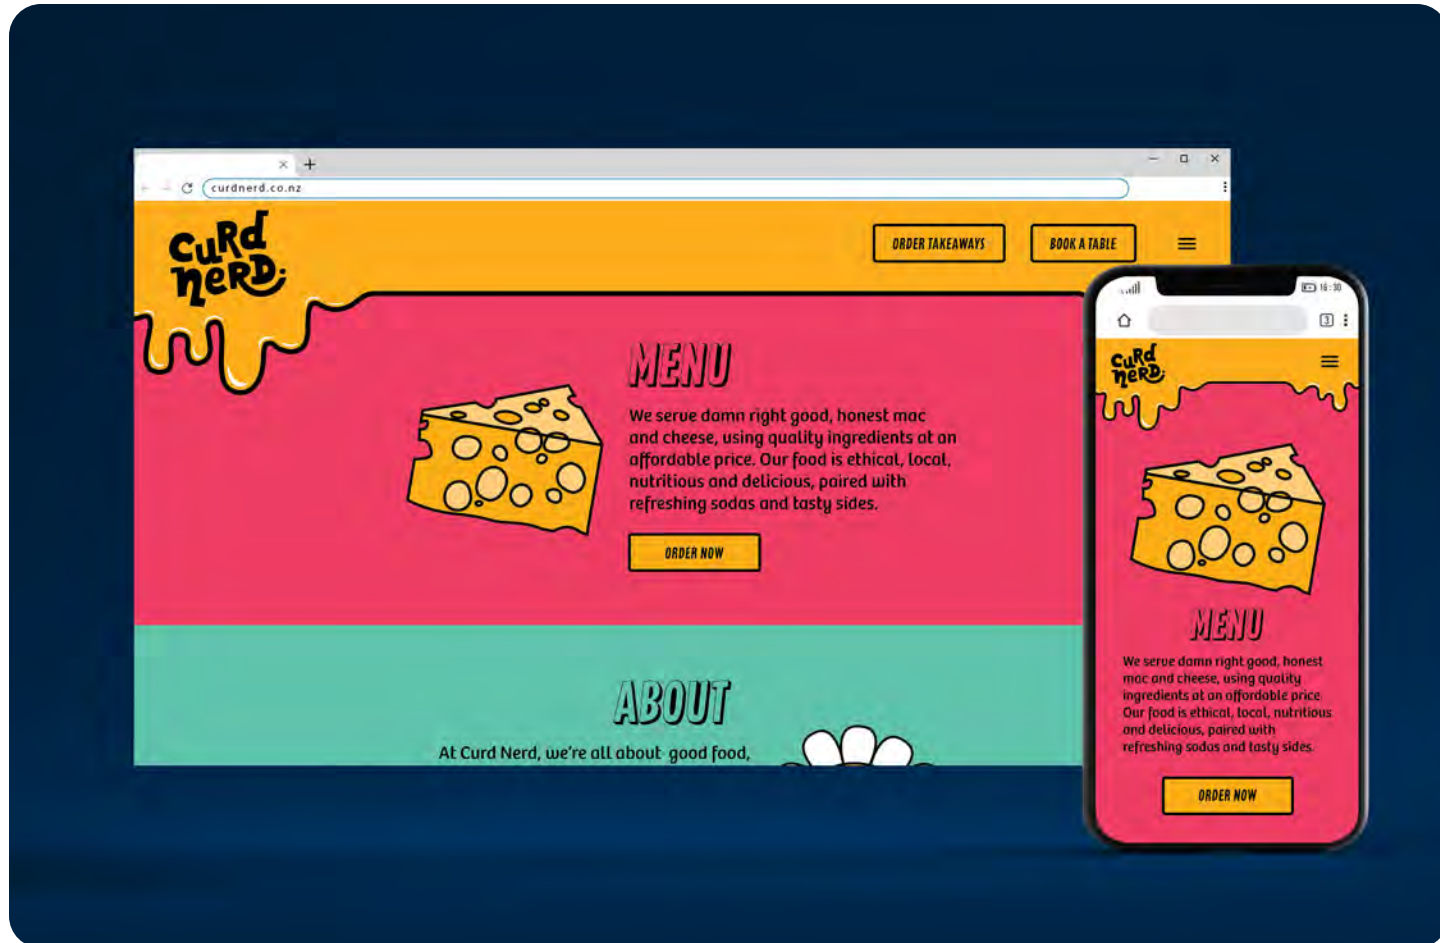 curdnerd.co.nz
CURD
NERD
ORDER TAKEAWAYS
BOOK A TABLE
MENU
We serve damn right good, honest mac
and cheese, using quality ingredients at an
affordable price. Our food is ethical, local,
nutritious and delicious, paired with
refreshing sodas and tasty sides.
ORDER NOW
ABOUT
At Curd Nerd, we're all about good food,
16:30
3
CURD
NERD
MENU
We serve damn right good, honest
mac and cheese, using quality
ingredients at an affordable price.
Our food is ethical, local, nutritious
and delicious, paired with
refreshing sodas and tasty sides.
ORDER NOW